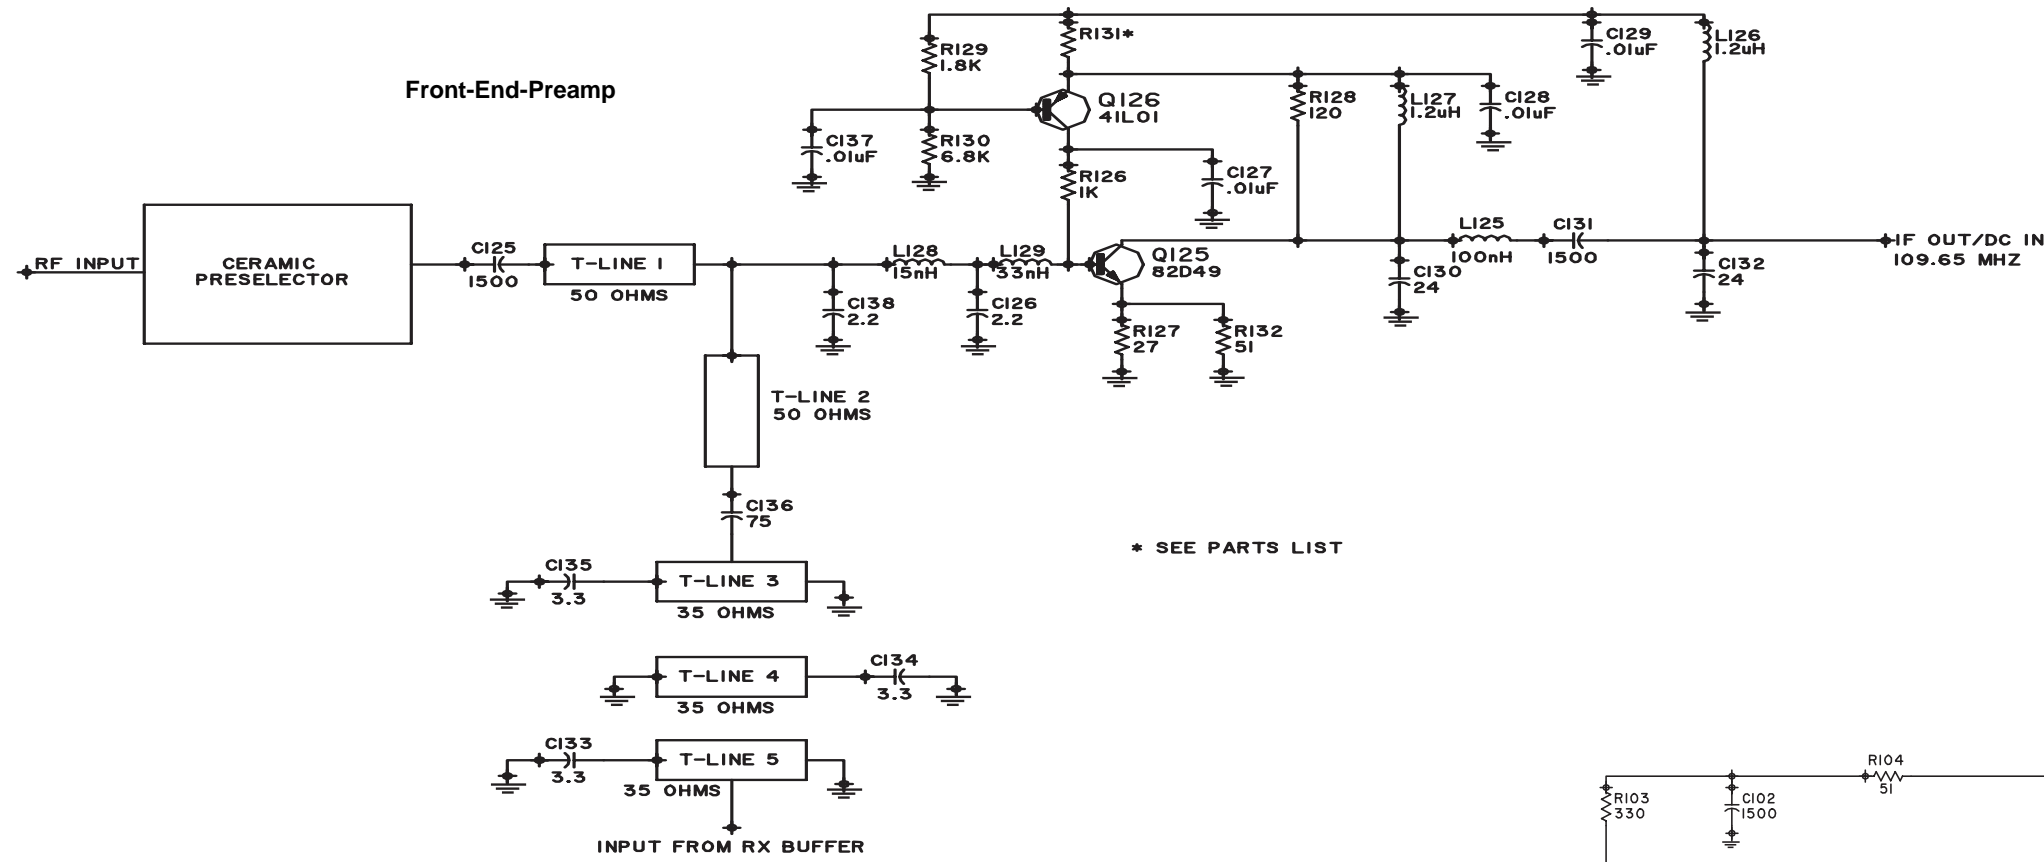 Front-End-Preamp
R129
1.8K
R131*
C129
.01uF
L126
1.2uH
Q126
41L01
R128
120
L127
1.2uH
C128
.01uF
C137
.01uF
R130
6.8K
R126
1K
C127
.01uF
RF INPUT
CERAMIC
PRESELECTOR
C125
1500
T-LINE 1
50 OHMS
L128
15nH
L129
33nH
Q125
82D49
L125
100nH
C131
1500
IF OUT/DC IN
109.65 MHZ
C138
2.2
C126
2.2
R127
27
R132
51
C130
24
C132
24
T-LINE 2
50 OHMS
C136
75
* SEE PARTS LIST
C135
3.3
T-LINE 3
35 OHMS
T-LINE 4
35 OHMS
C134
3.3
C133
3.3
T-LINE 5
35 OHMS
INPUT FROM RX BUFFER
R104
51
R103
330
C102
1500